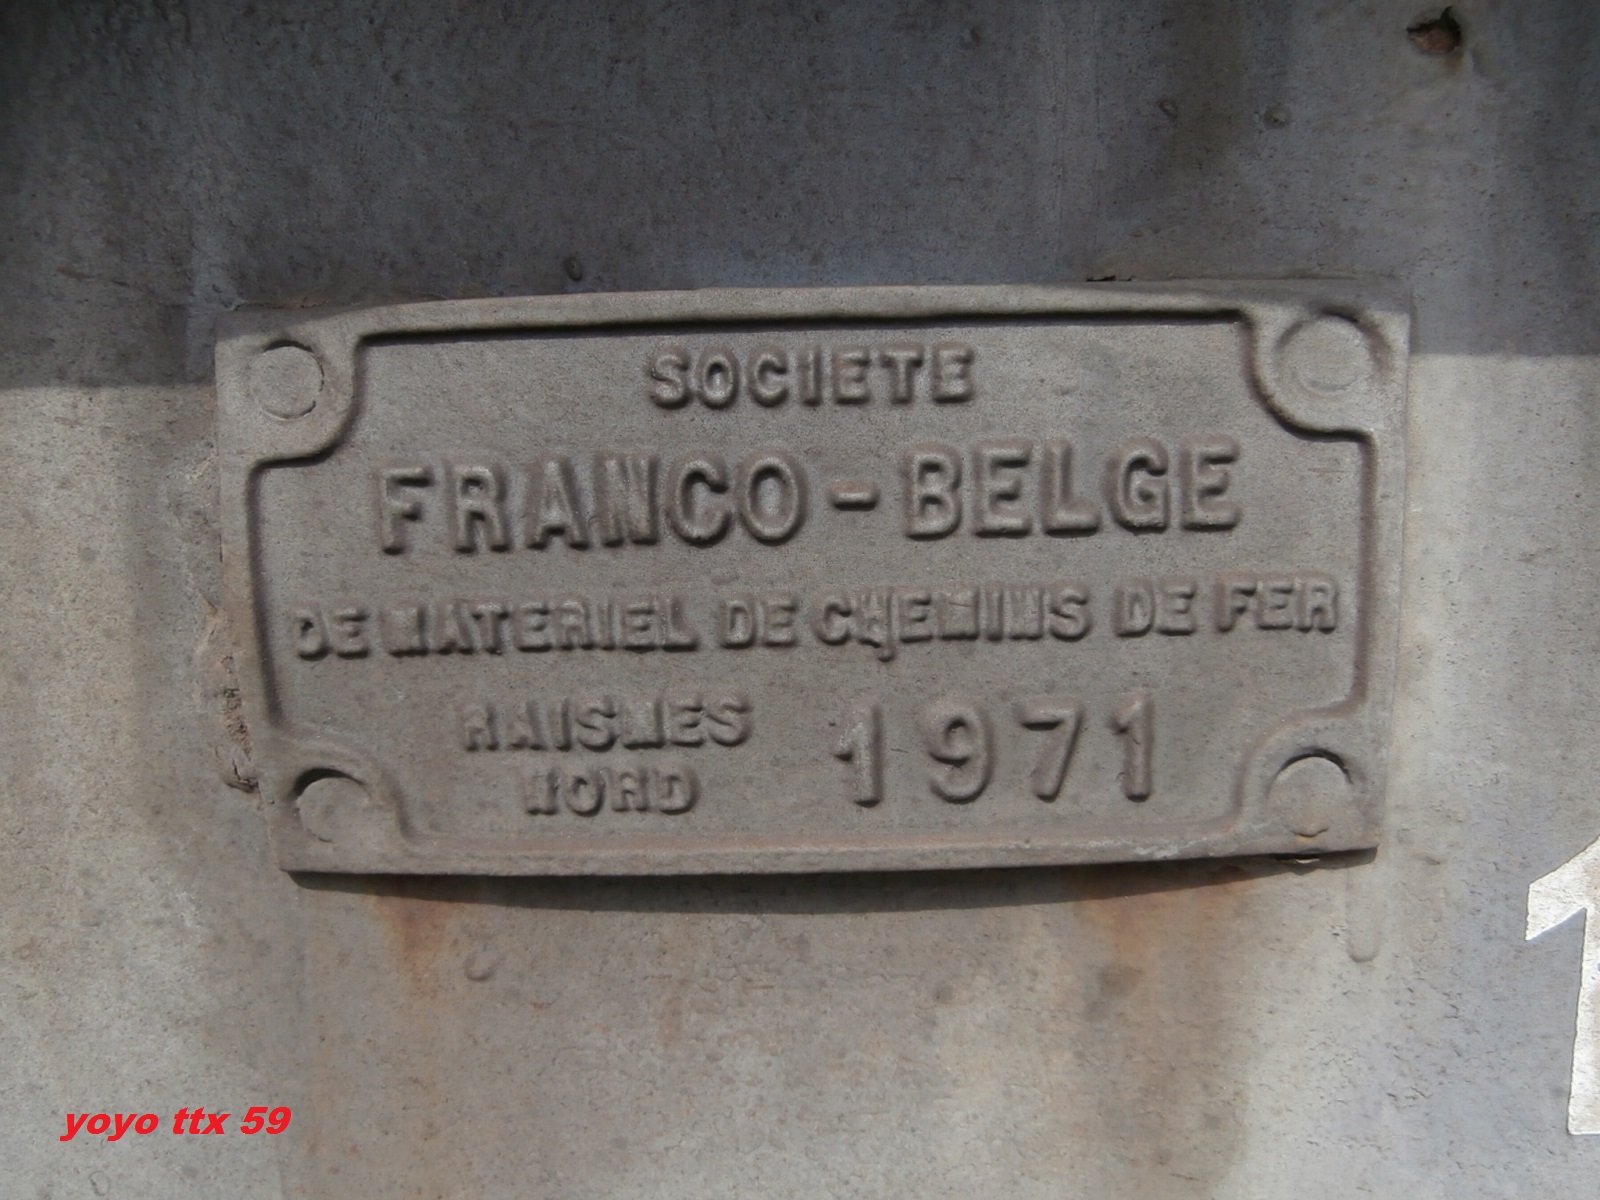 SOCIETE
FRANCO-BELGE
DE MATERIEL DE CHEMINS DE FER
RAISMES
NORD
1971
yoyo ttx 59